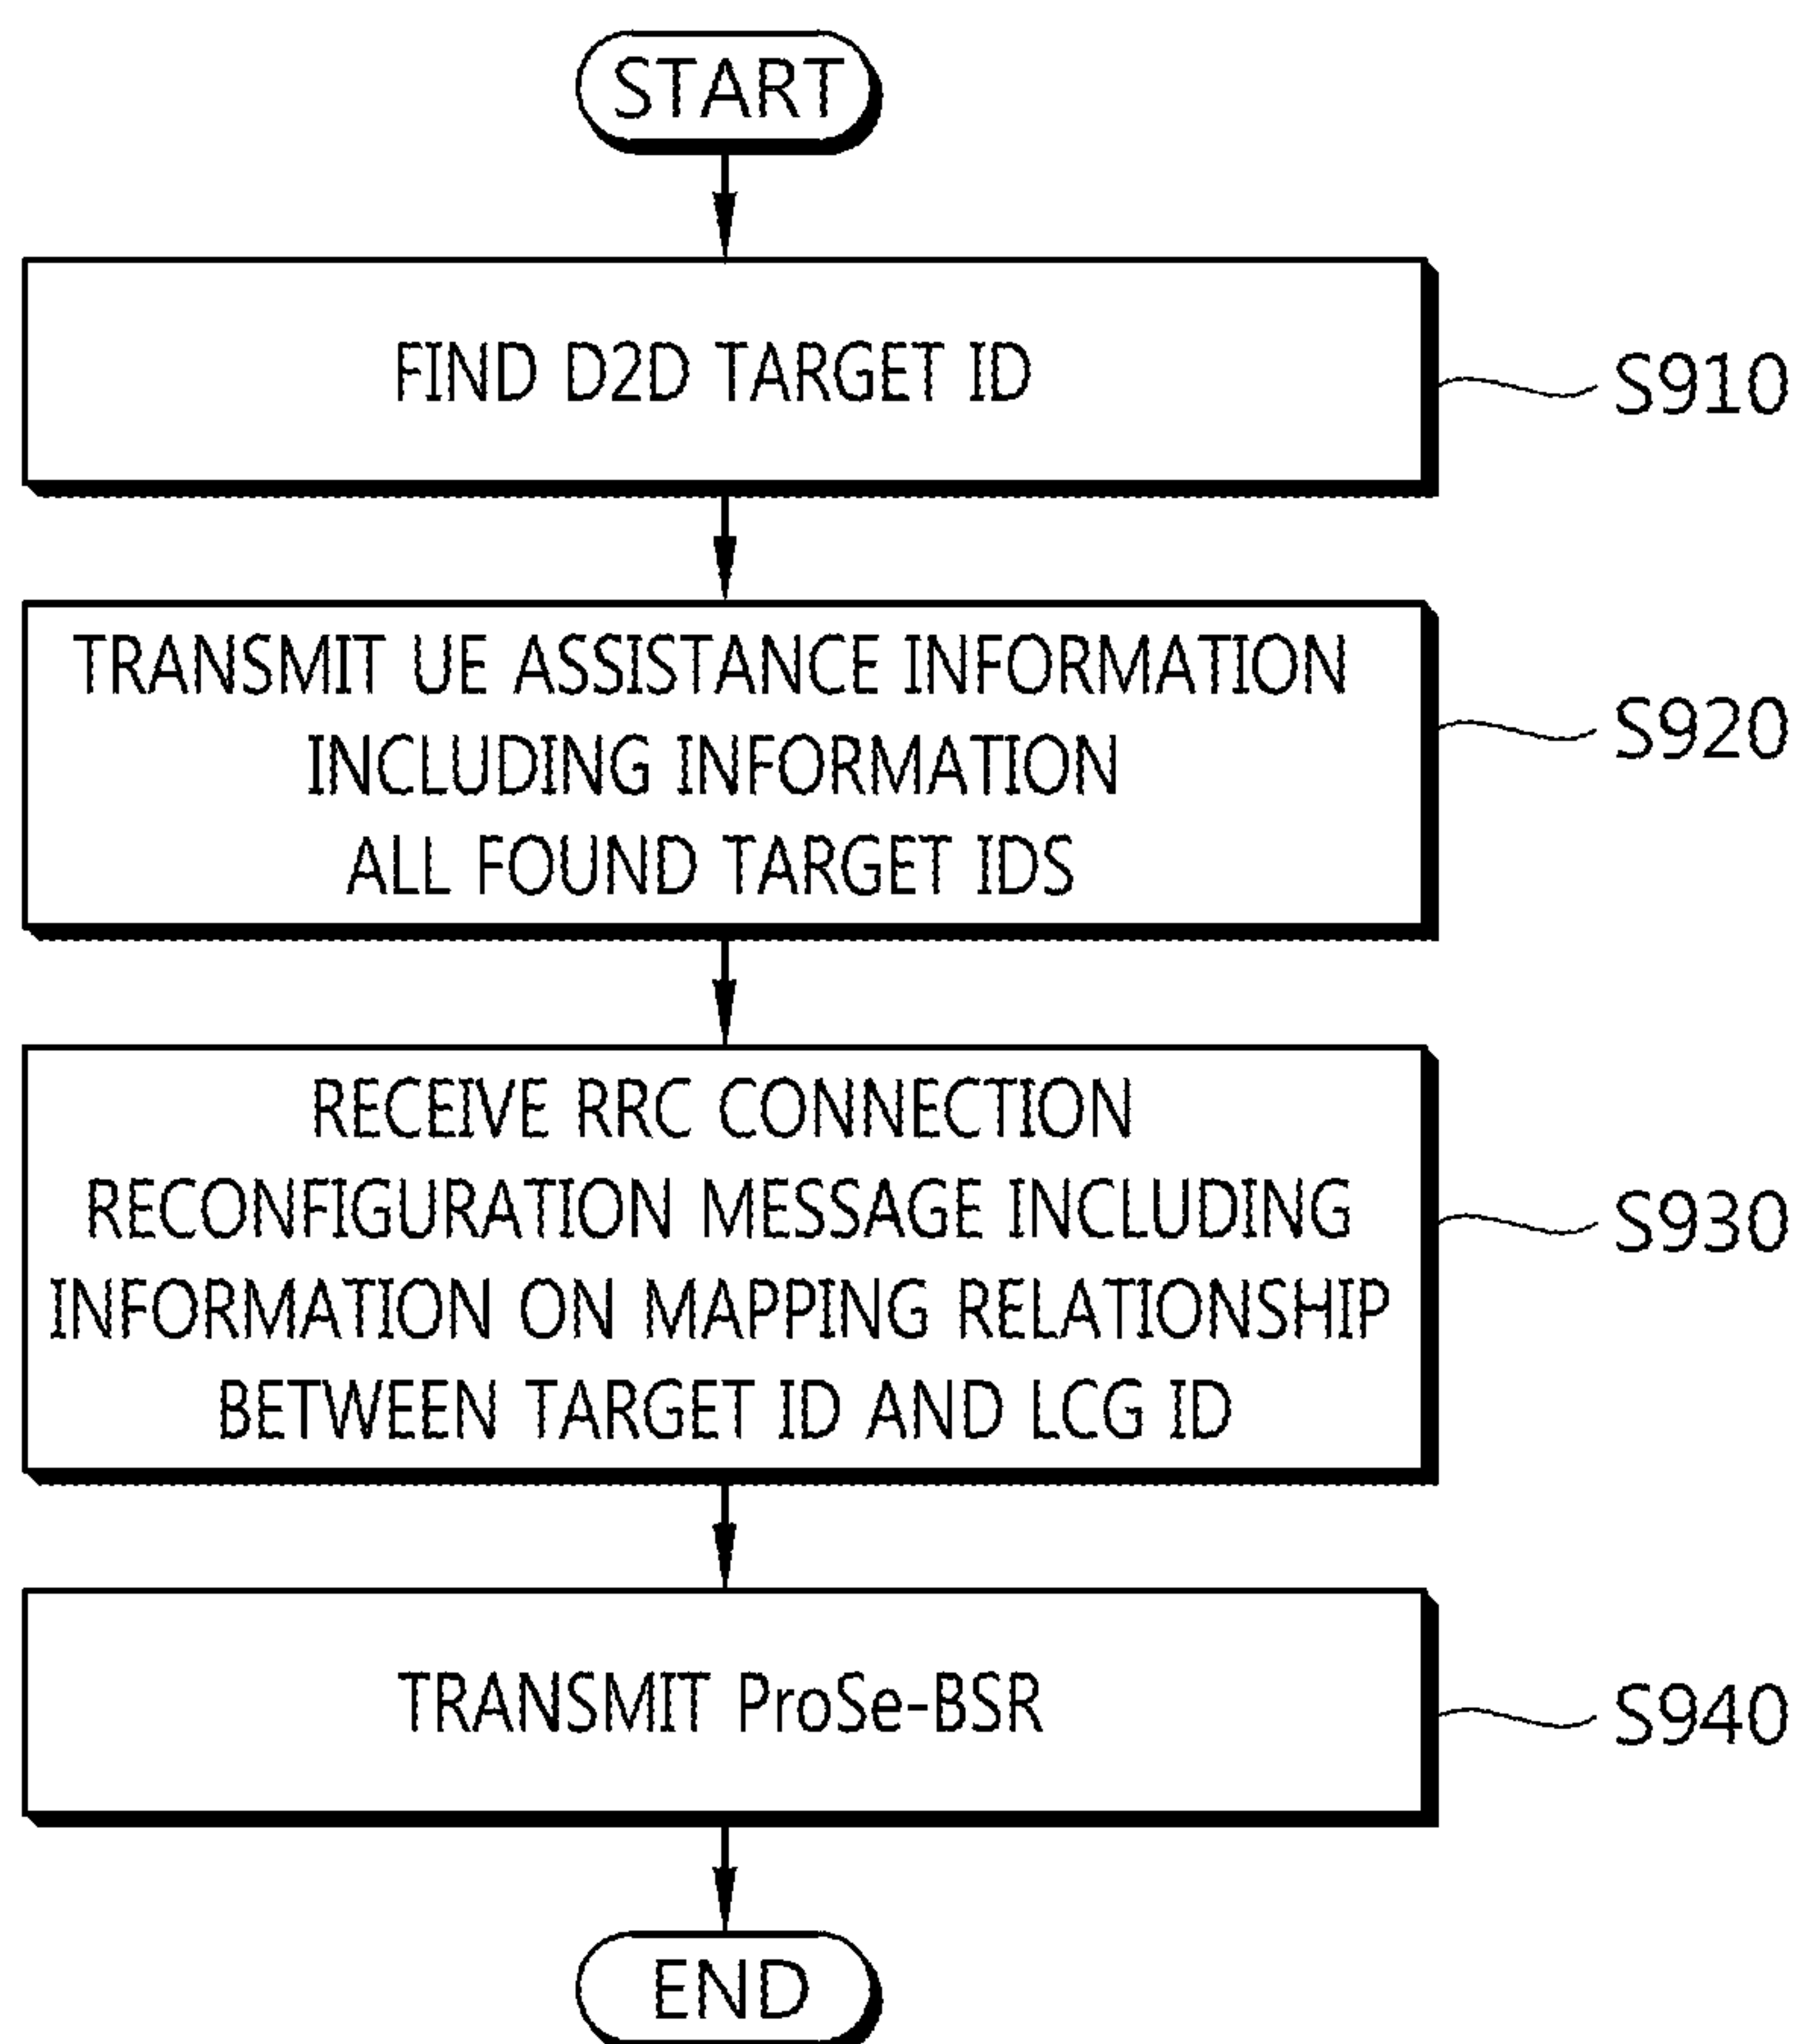 START
FIND D2D TARGET ID
S910
TRANSMIT UE ASSISTANCE INFORMATION
INCLUDING INFORMATION
ALL FOUND TARGET IDS
S920
RECEIVE RRC CONNECTION
RECONFIGURATION MESSAGE INCLUDING
INFORMATION ON MAPPING RELATIONSHIP
BETWEEN TARGET ID AND LCG ID
S930
TRANSMIT ProSe-BSR
S940
END